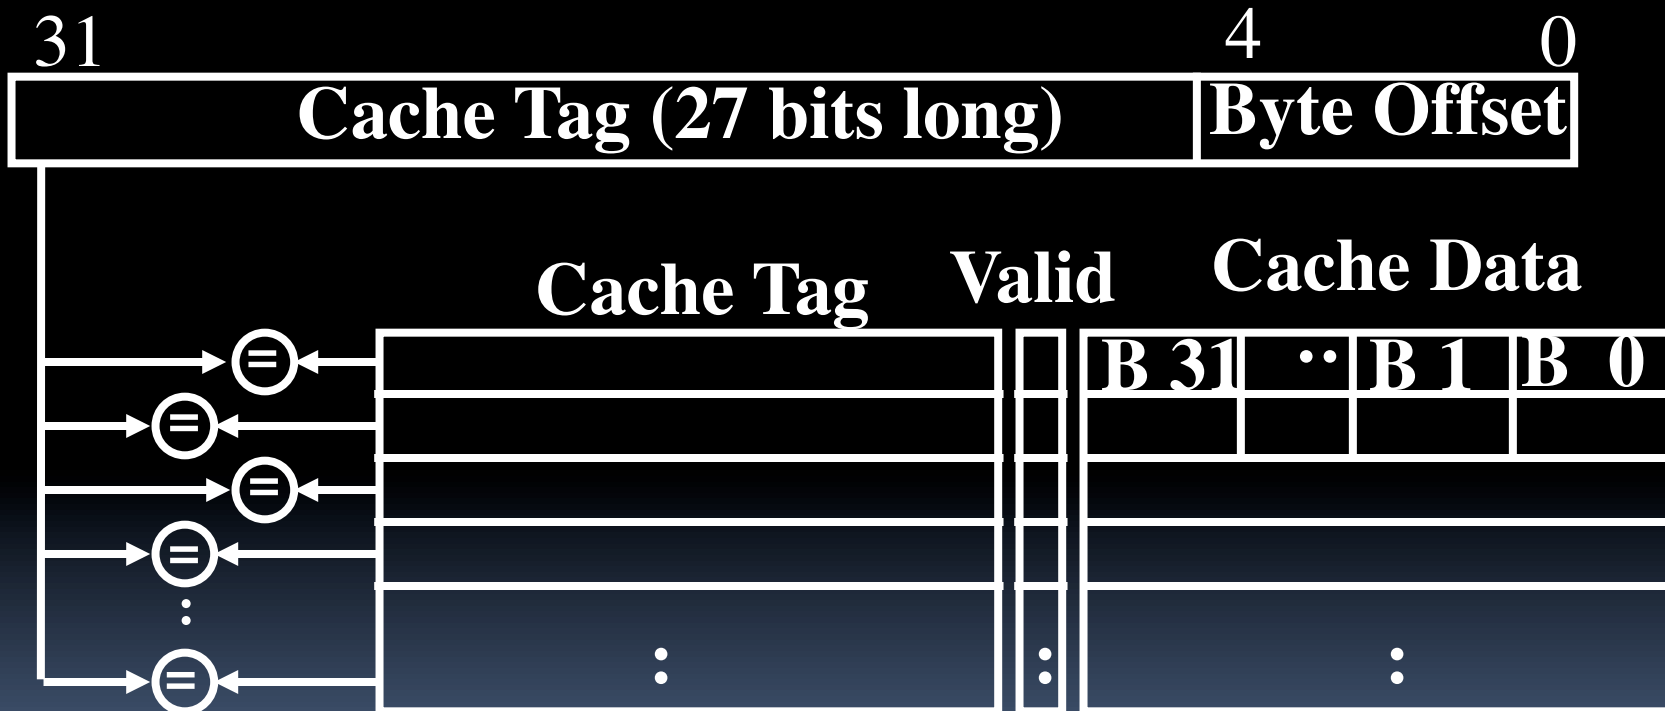 31 4 0
Cache Tag (27 bits long) Byte Offset
Cache Tag Valid Cache Data
= B 31 ·· B 1 B 0
=
=
=
:
= : : :